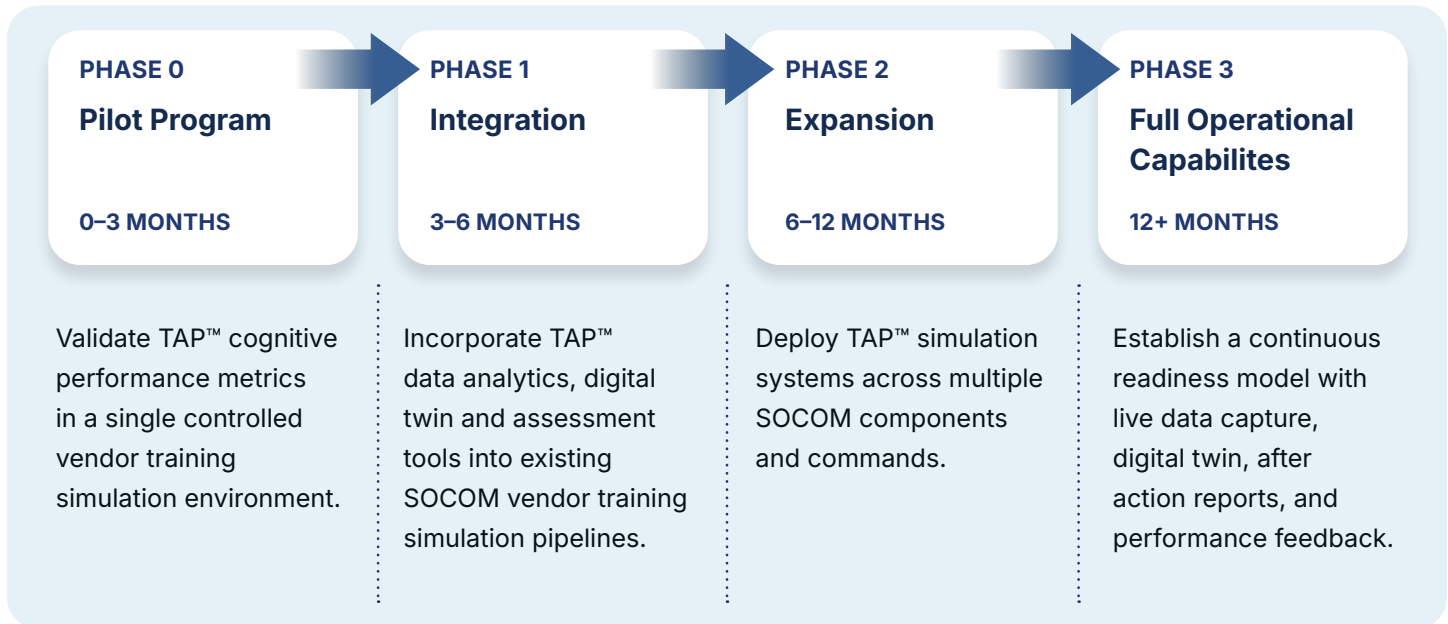 PHASE 0
Pilot Program
0–3 MONTHS
Validate TAP™ cognitive
performance metrics
in a single controlled
vendor training
simulation environment.
PHASE 1
Integration
3–6 MONTHS
Incorporate TAP™
data analytics, digital
twin and assessment
tools into existing
SOCOM vendor training
simulation pipelines.
PHASE 2
Expansion
6–12 MONTHS
Deploy TAP™ simulation
systems across multiple
SOCOM components
and commands.
PHASE 3
Full Operational
Capabilites
12+ MONTHS
Establish a continuous
readiness model with
live data capture,
digital twin, after
action reports, and
performance feedback.